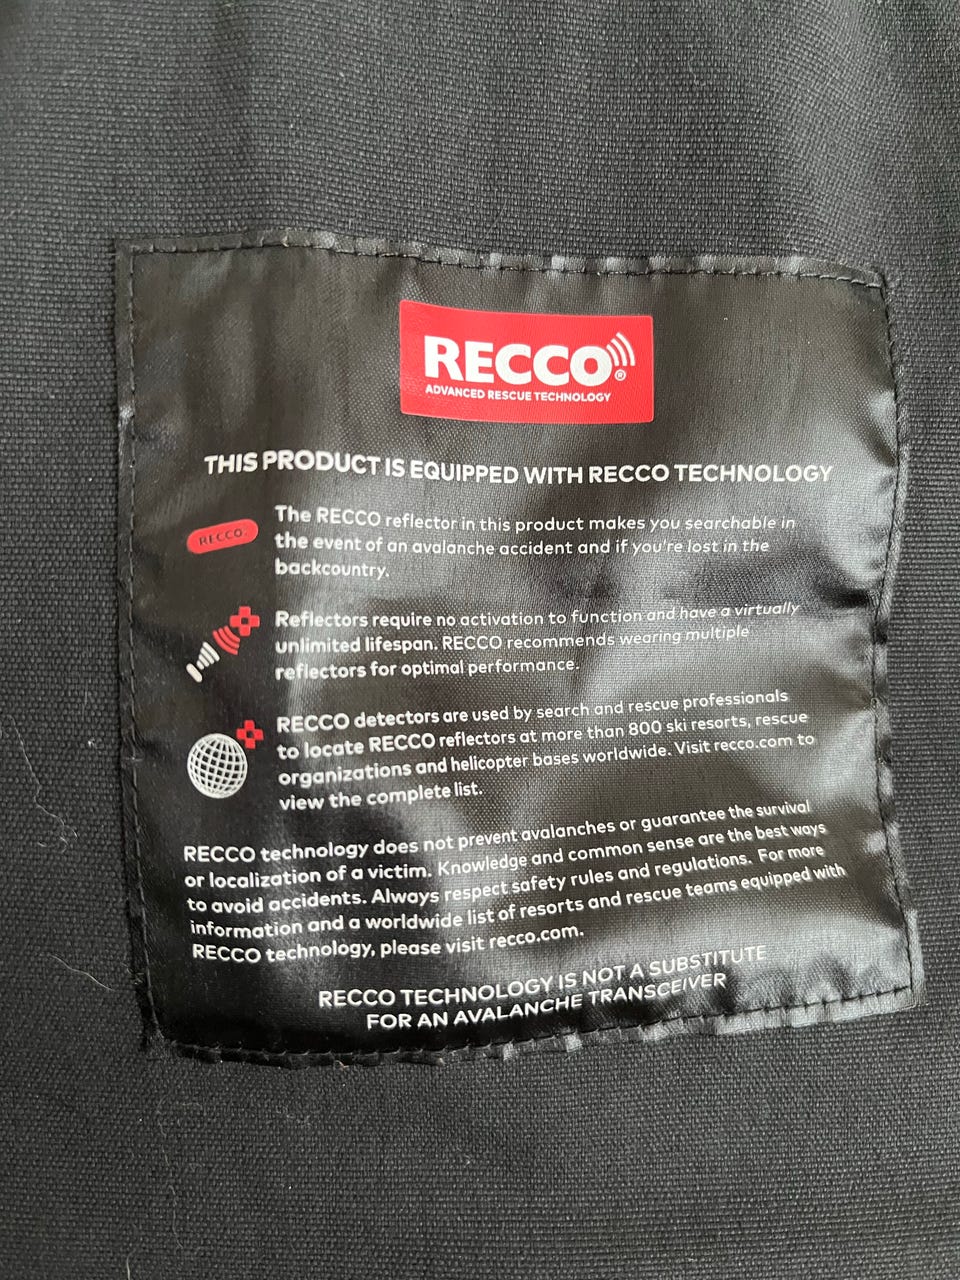 RECCO®
ADVANCED RESCUE TECHNOLOGY
THIS PRODUCT IS EQUIPPED WITH RECCO TECHNOLOGY
RECCO®
The RECCO reflector in this product makes you searchable in
the event of an avalanche accident and if you're lost in the
backcountry.
Reflectors require no activation to function and have a virtually
unlimited lifespan. RECCO recommends wearing multiple
reflectors for optimal performance.
RECCO detectors are used by search and rescue professionals
to locate RECCO reflectors at more than 800 ski resorts, rescue
organizations and helicopter bases worldwide. Visit recco.com to
view the complete list.
RECCO technology does not prevent avalanches or guarantee the survival
or localization of a victim. Knowledge and common sense are the best ways
to avoid accidents. Always respect safety rules and regulations. For more
information and a worldwide list of resorts and rescue teams equipped with
RECCO technology, please visit recco.com.
RECCO TECHNOLOGY IS NOT A SUBSTITUTE
FOR AN AVALANCHE TRANSCEIVER